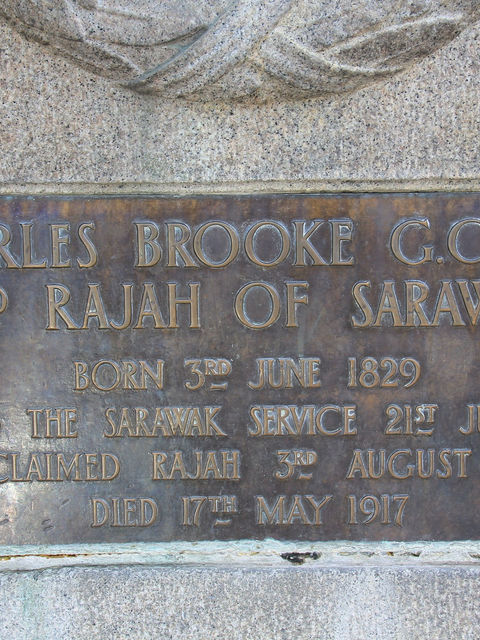 RLES BROOKE G.C
RAJAH OF SARAW
BORN 3RD JUNE 1829
THE SARAWAK SERVICE 21ST JU
CLAIMED RAJAH 3RD AUGUST
DIED 17TH MAY 1917